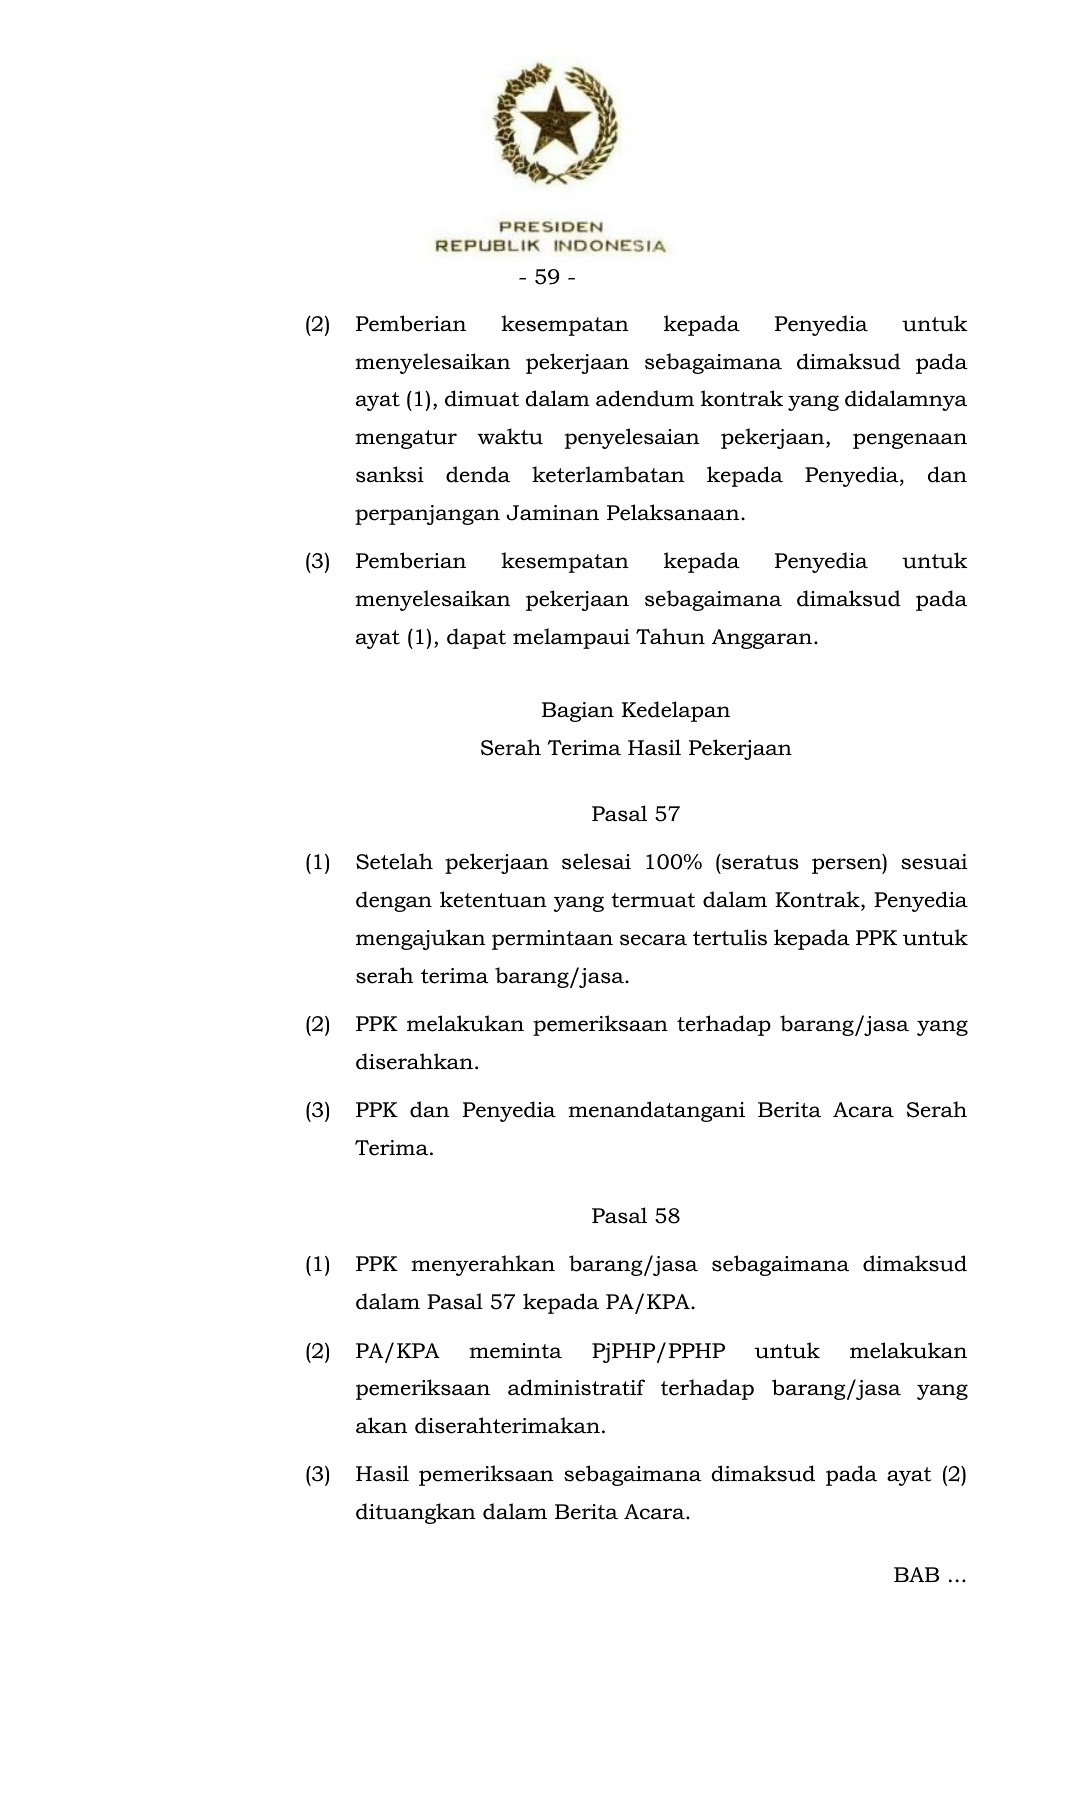 PRESIDEN
REPUBLIK INDONESIA
- 59 -
(2) Pemberian kesempatan kepada Penyedia untuk
menyelesaikan pekerjaan sebagaimana dimaksud pada
ayat (1), dimuat dalam adendum kontrak yang didalamnya
mengatur waktu penyelesaian pekerjaan, pengenaan
sanksi denda keterlambatan kepada Penyedia, dan
perpanjangan Jaminan Pelaksanaan.
(3) Pemberian kesempatan kepada Penyedia untuk
menyelesaikan pekerjaan sebagaimana dimaksud pada
ayat (1), dapat melampaui Tahun Anggaran.
Bagian Kedelapan
Serah Terima Hasil Pekerjaan
Pasal 57
(1) Setelah pekerjaan selesai 100% (seratus persen) sesuai
dengan ketentuan yang termuat dalam Kontrak, Penyedia
mengajukan permintaan secara tertulis kepada PPK untuk
serah terima barang/jasa.
(2) PPK melakukan pemeriksaan terhadap barang/jasa yang
diserahkan.
(3) PPK dan Penyedia menandatangani Berita Acara Serah
Terima.
Pasal 58
(1) PPK menyerahkan barang/jasa sebagaimana dimaksud
dalam Pasal 57 kepada PA/KPA.
(2) PA/KPA meminta PjPHP/PPHP untuk melakukan
pemeriksaan administratif terhadap barang/jasa yang
akan diserahterimakan.
(3) Hasil pemeriksaan sebagaimana dimaksud pada ayat (2)
dituangkan dalam Berita Acara.
BAB ...